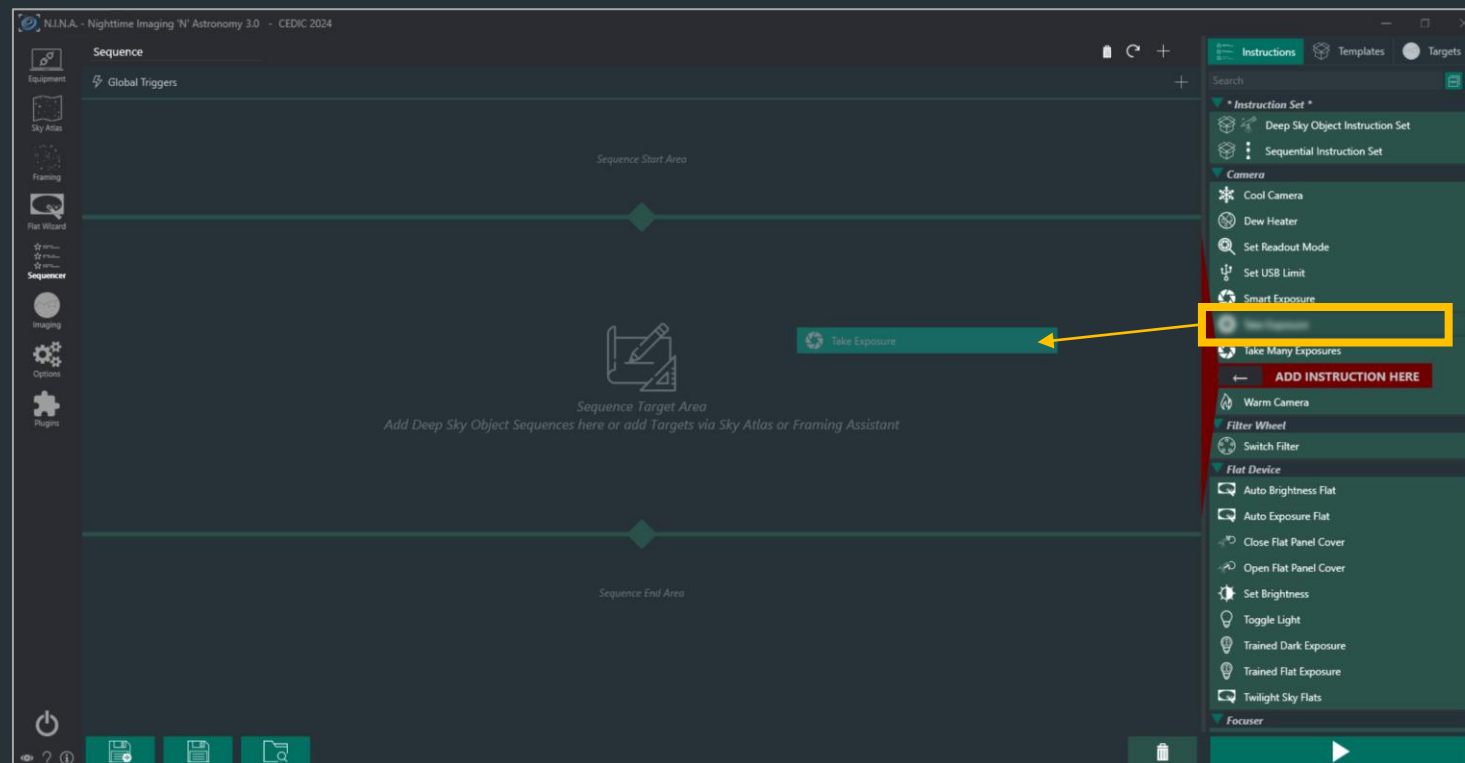 N.I.N.A. - Nighttime Imaging 'N' Astronomy 3.0 - CEDIC 2024
Equipment
Sky Atlas
Framing
Flat Wizard
Sequencer
Imaging
Options
Plugins
Sequence
Global Triggers
Sequence Start Area
Take Exposure
Sequence Target Area
Add Deep Sky Object Sequences here or add Targets via Sky Atlas or Framing Assistant
Sequence End Area
Instructions
Templates
Targets
Search
* Instruction Set *
Deep Sky Object Instruction Set
Sequential Instruction Set
Camera
Cool Camera
Dew Heater
Set Readout Mode
Set USB Limit
Smart Exposure
Take Exposure
Take Many Exposures
← ADD INSTRUCTION HERE
Warm Camera
Filter Wheel
Switch Filter
Flat Device
Auto Brightness Flat
Auto Exposure Flat
Close Flat Panel Cover
Open Flat Panel Cover
Set Brightness
Toggle Light
Trained Dark Exposure
Trained Flat Exposure
Twilight Sky Flats
Focuser